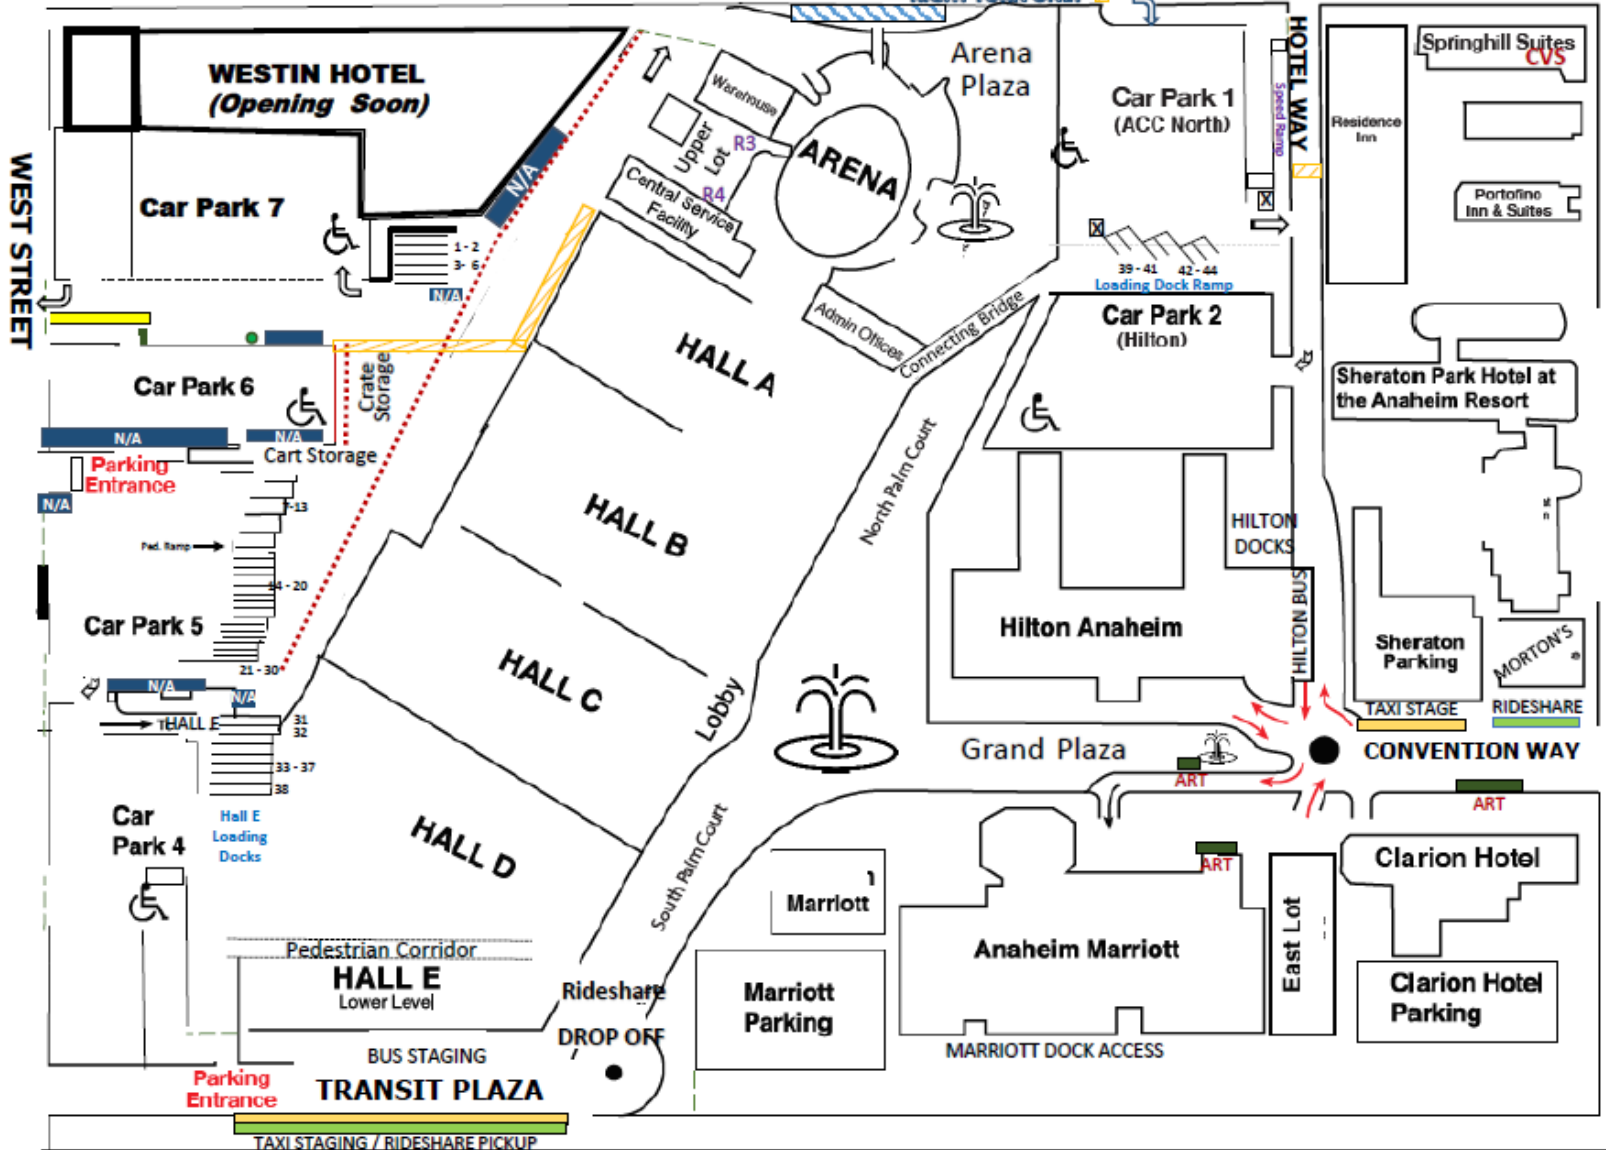 HOTEL WAY
Arena
Plaza
Springhill Suites
CVS
WESTIN HOTEL
(Opening Soon)
Warehouse
Car Park 1
(ACC North)
Speed Ramp
Residence
Inn
Upper
Lot
R3
ARENA
N/A
WEST STREET
Car Park 7
Central Service
Facility
R4
Portofino
Inn & Suites
X
X
1 - 2
3- 6
N/A
39 - 41
42 - 44
Loading Dock Ramp
Admin Offices
Connecting Bridge
Car Park 2
(Hilton)
HALL A
Car Park 6
Crate
Storage
Sheraton Park Hotel at
the Anaheim Resort
N/A
N/A
Cart Storage
Parking
Entrance
N/A
7-13
North Palm Court
HALL B
HILTON
DOCKS
Ped. Ramp
14 - 20
HILTON BUS
Car Park 5
Hilton Anaheim
Sheraton
Parking
MORTON'S
21 - 30
HALL C
N/A
N/A
Lobby
TAXI STAGE
RIDESHARE
HALL E
31
32
Grand Plaza
CONVENTION WAY
33 - 37
38
ART
ART
Car
Park 4
Hall E
Loading
Docks
HALL D
South Palm Court
ART
Clarion Hotel
Marriott
East Lot
Pedestrian Corridor
HALL E
Lower Level
Rideshare
DROP OFF
Marriott
Parking
Anaheim Marriott
Clarion Hotel
Parking
BUS STAGING
MARRIOTT DOCK ACCESS
Parking
Entrance
TRANSIT PLAZA
TAXI STAGING / RIDESHARE PICKUP